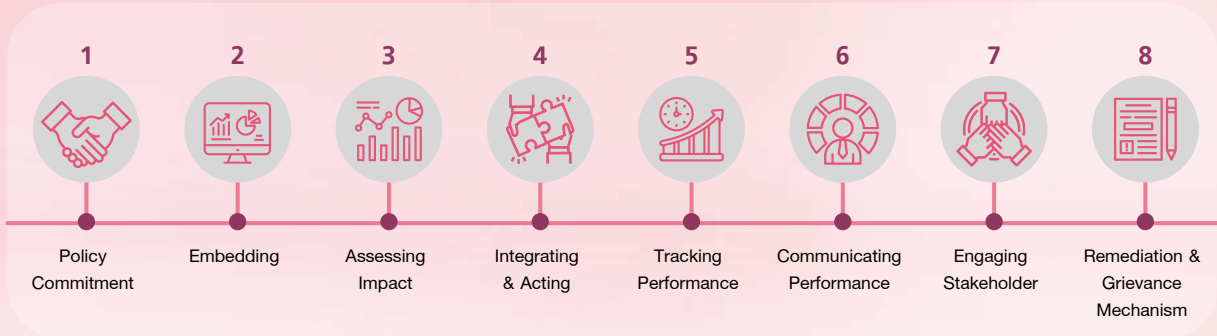 1
2
3
4
5
6
7
8
Policy
Commitment
Embedding
Assessing
Impact
Integrating
& Acting
Tracking
Performance
Communicating
Performance
Engaging
Stakeholder
Remediation &
Grievance
Mechanism